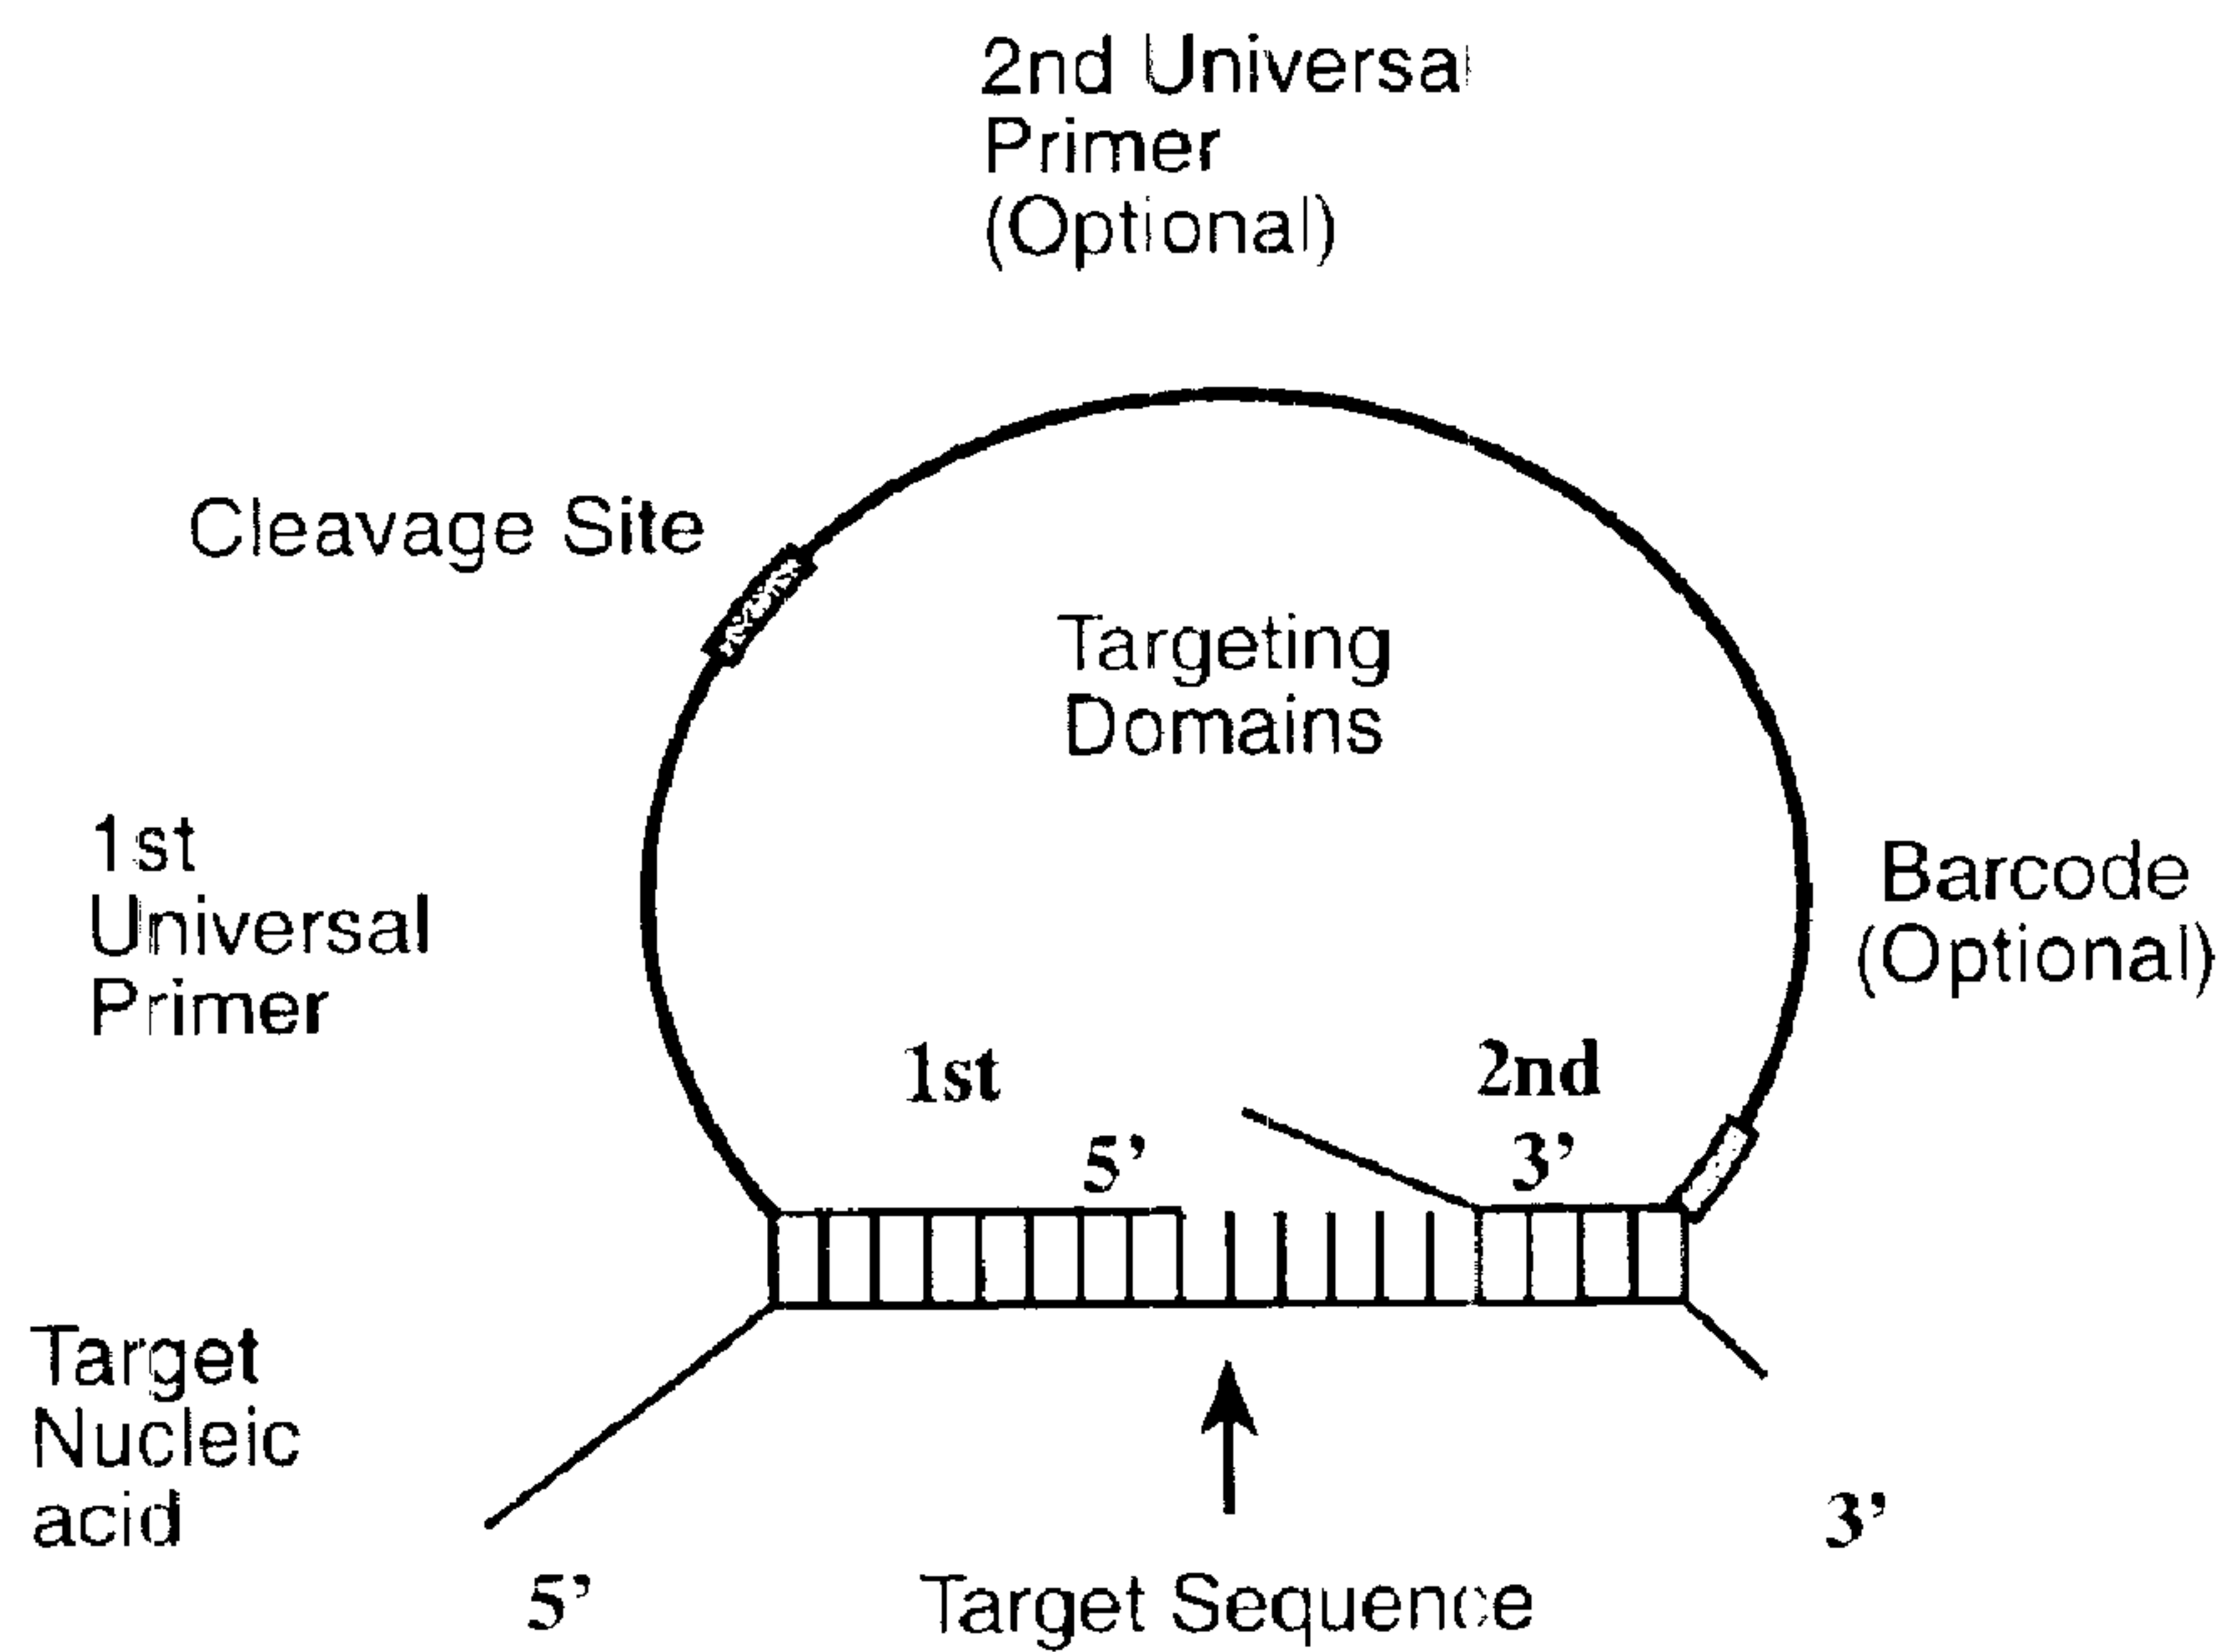 2nd Universal
Primer
(Optional)
Cleavage Site
Targeting
Domains
1st
Universal
Primer
Barcode
(Optional)
1st
2nd
5’
3’
Target
Nucleic
acid
5’
Target Sequence
3’